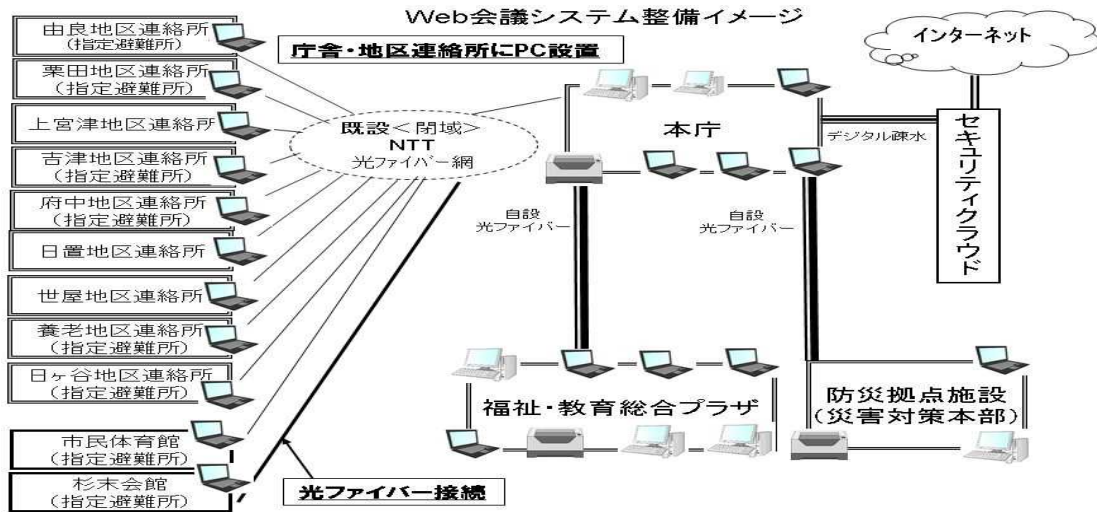 Web会議システム整備イメージ
庁舎・地区連絡所にPC設置
由良地区連絡所
(指定避難所)
栗田地区連絡所
(指定避難所)
上宮津地区連絡所
吉津地区連絡所
(指定避難所)
府中地区連絡所
(指定避難所)
日置地区連絡所
世屋地区連絡所
養老地区連絡所
(指定避難所)
日ヶ谷地区連絡所
(指定避難所)
市民体育館
(指定避難所)
杉末会館
(指定避難所)
既設<閉域>
NTT
光ファイバー網
光ファイバー接続
本庁
自設
光ファイバー
自設
光ファイバー
デジタル疎水
インターネット
セキュリティクラウド
福祉・教育総合プラザ
防災拠点施設
(災害対策本部)